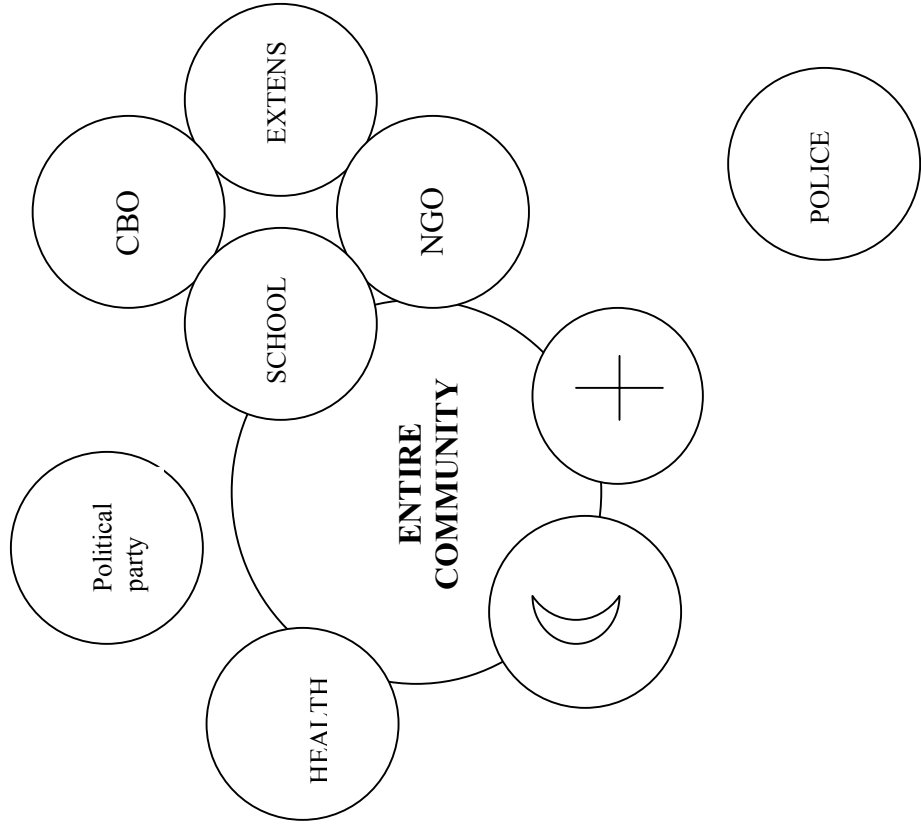 Political
party
CBO
SCHOOL
EXTENS
HEALTH
ENTIRE
COMMUNITY
NGO
POLICE